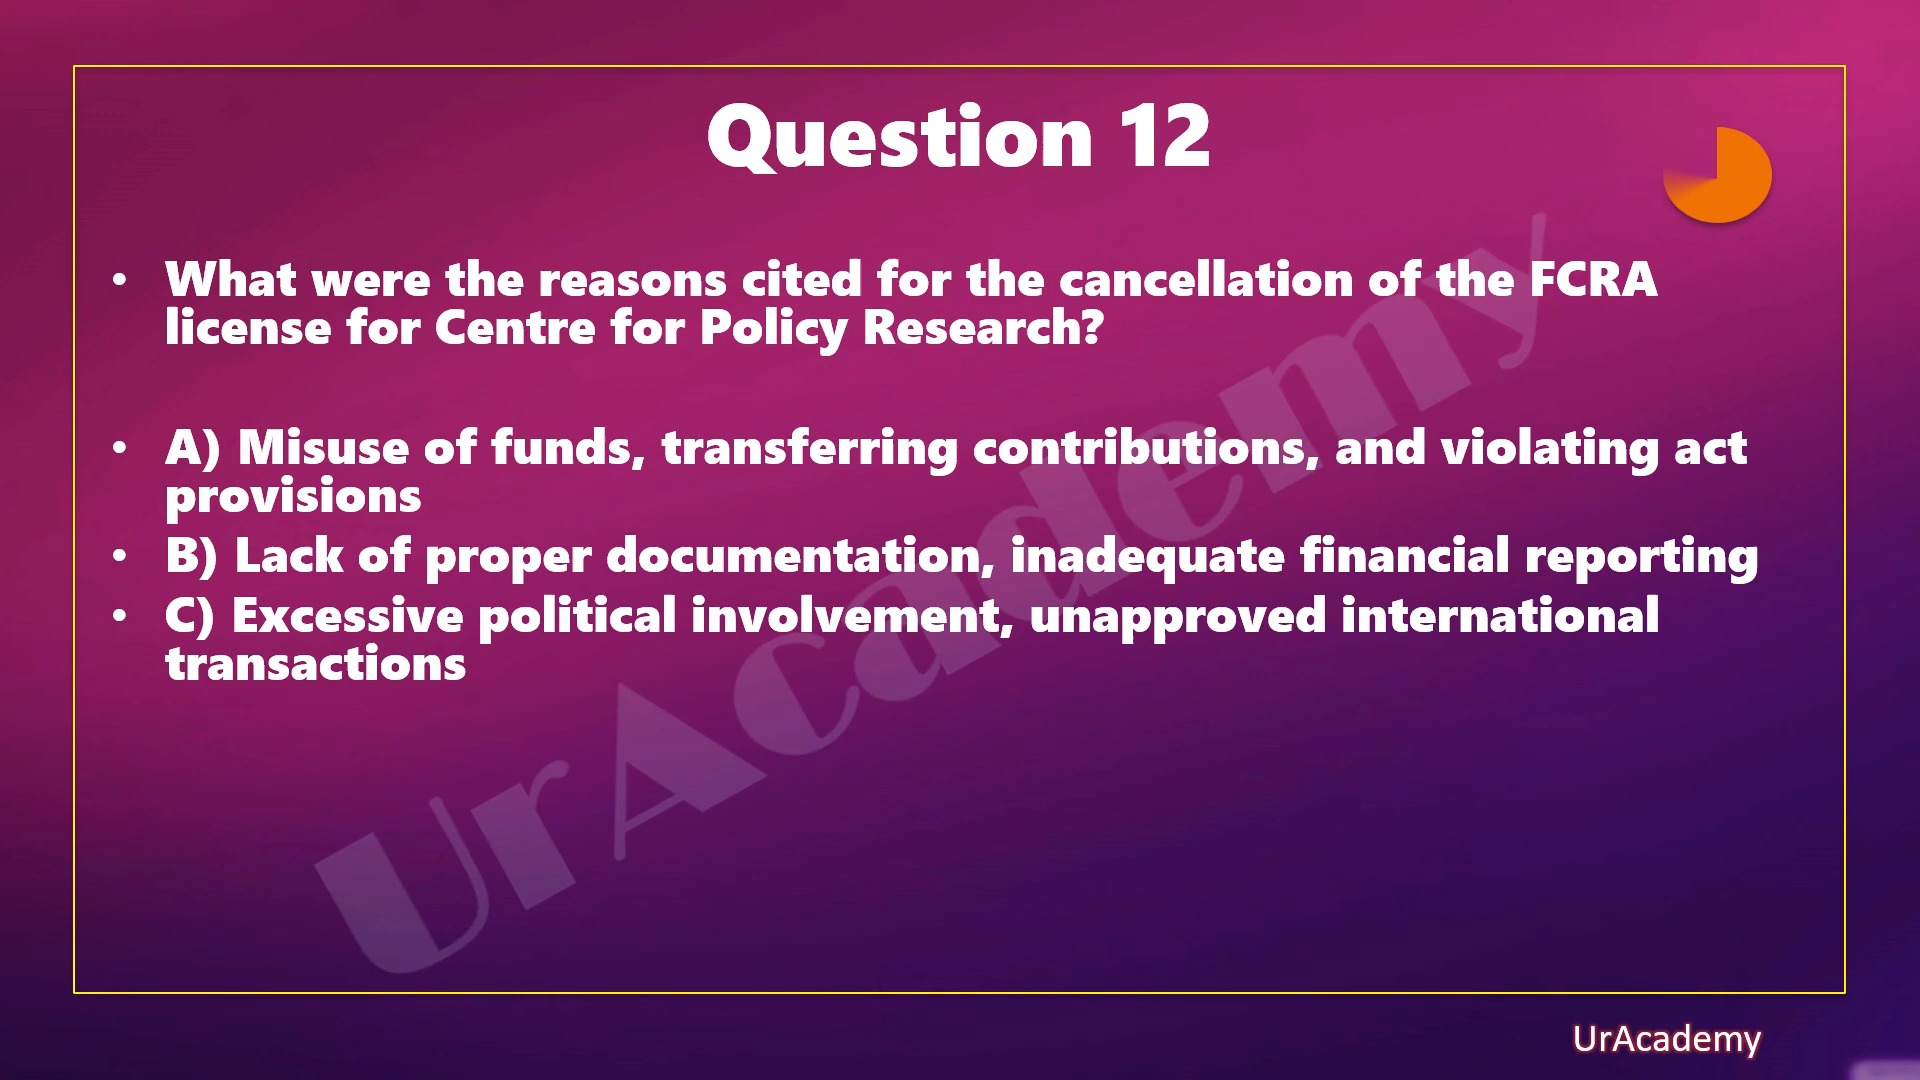 Question 12
• What were the reasons cited for the cancellation of the FCRA
license for Centre for Policy Research?
• A) Misuse of funds, transferring contributions, and violating act
provisions
• B) Lack of proper documentation, inadequate financial reporting
• C) Excessive political involvement, unapproved international
transactions
UrAcademy
UrAcademy